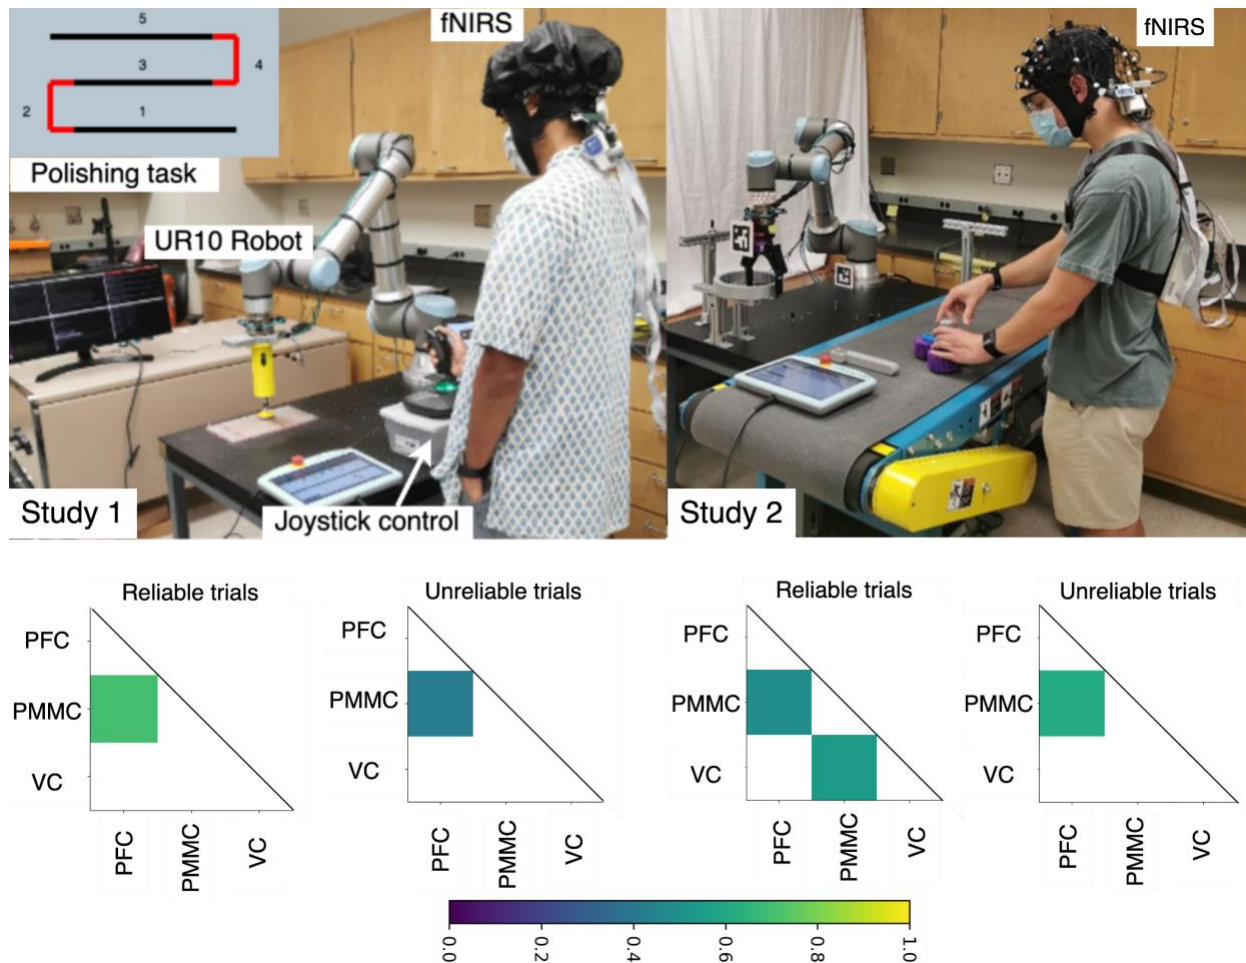 5
3
4
2
1
Polishing task
fNIRS
UR10 Robot
Study 1
Joystick control
fNIRS
Study 2
Reliable trials
PFC
PMMC
VC
PFC
PMMC
VC
Unreliable trials
PFC
PMMC
VC
PFC
PMMC
VC
Reliable trials
PFC
PMMC
VC
PFC
PMMC
VC
Unreliable trials
PFC
PMMC
VC
PFC
PMMC
VC
0.0
0.2
0.4
0.6
0.8
1.0